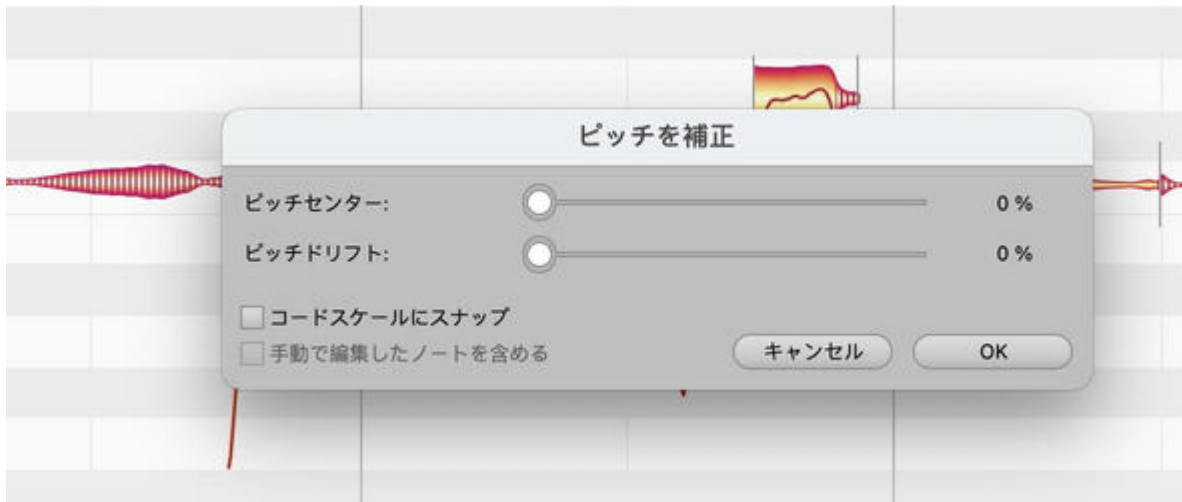 ピッチを補正
ピッチセンター: 0 %
ピッチドリフト: 0 %
コードスケールにスナップ
手動で編集したノートを含める
キャンセル OK